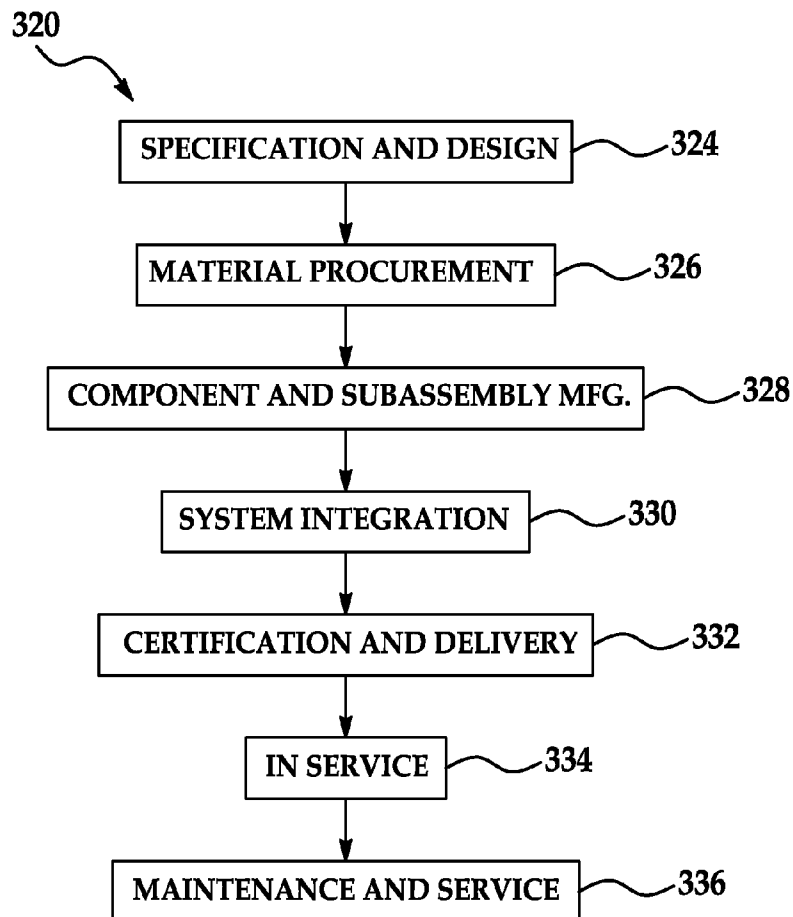 320
SPECIFICATION AND DESIGN 324
MATERIAL PROCUREMENT 326
COMPONENT AND SUBASSEMBLY MFG. 328
SYSTEM INTEGRATION 330
CERTIFICATION AND DELIVERY 332
IN SERVICE 334
MAINTENANCE AND SERVICE 336